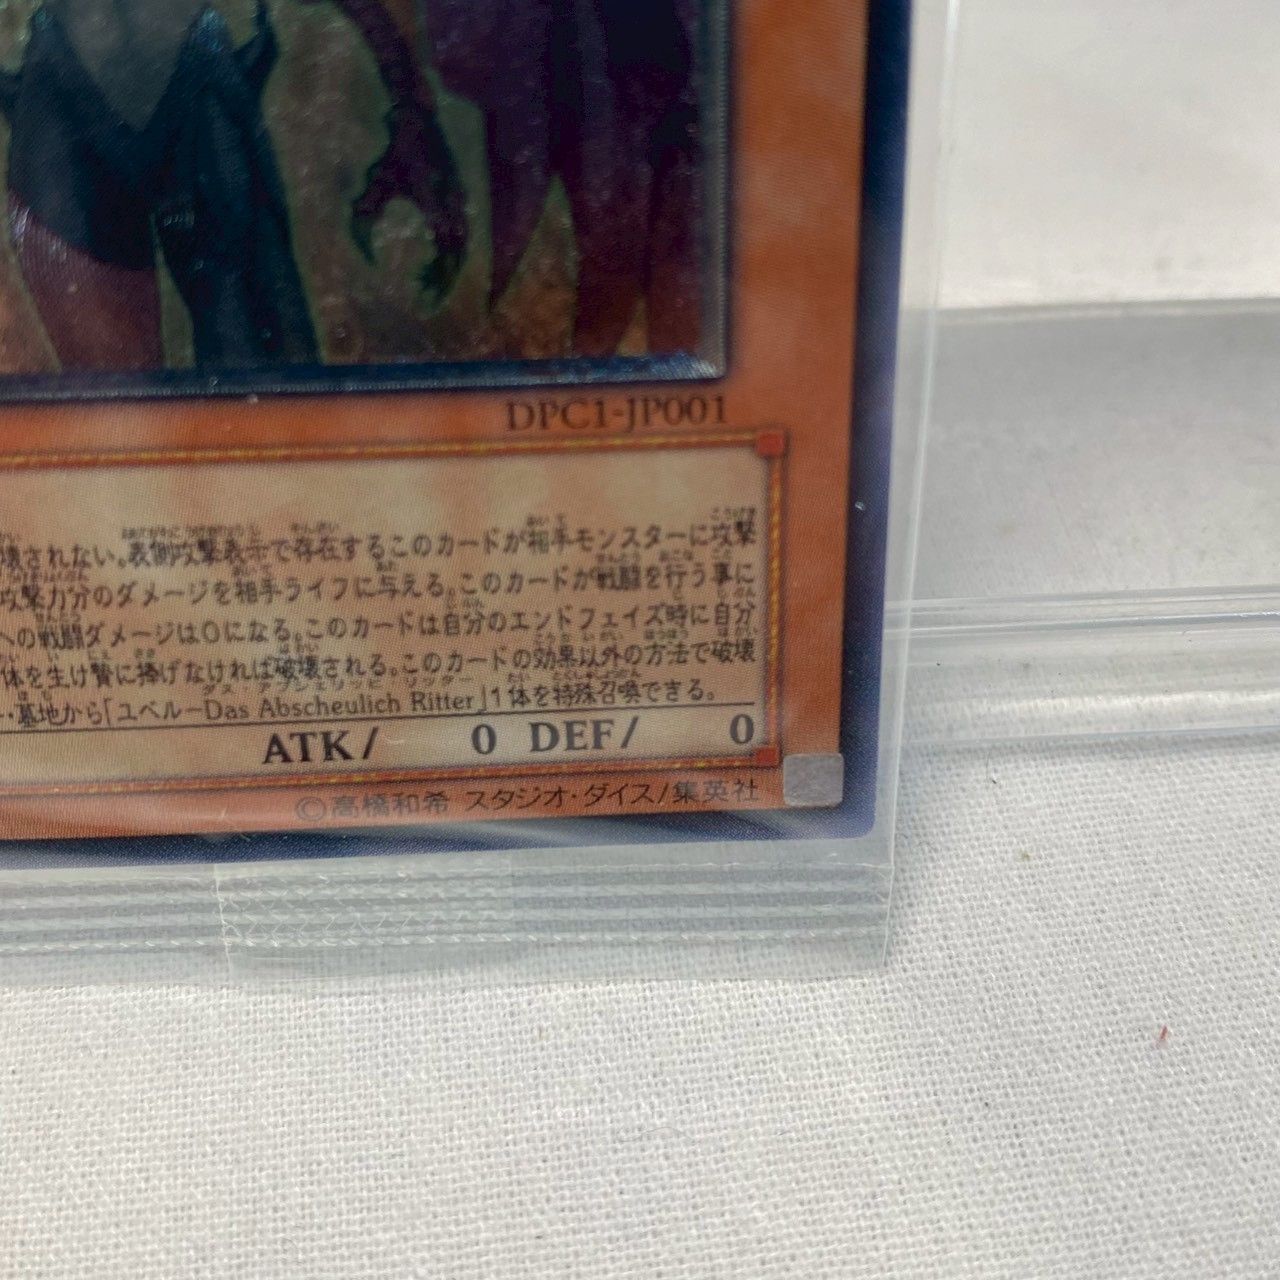 DPC1-JP001
壊されない。表側攻撃表示で存在するこのカードが相手モンスターに攻撃
攻撃力分のダメージを相手ライフに与える。このカードが戦闘を行う事に
への戦闘ダメージは0になる。このカードは自分のエンドフェイズ時に自分
体を生け贄に捧げなければ破壊される。このカードの効果以外の方法で破壊
・墓地から「ユベル－Das Abscheulich Ritter」1体を特殊召喚できる。
ATK/ 0 DEF/ 0
©高橋和希 スタジオ・ダイス/集英社